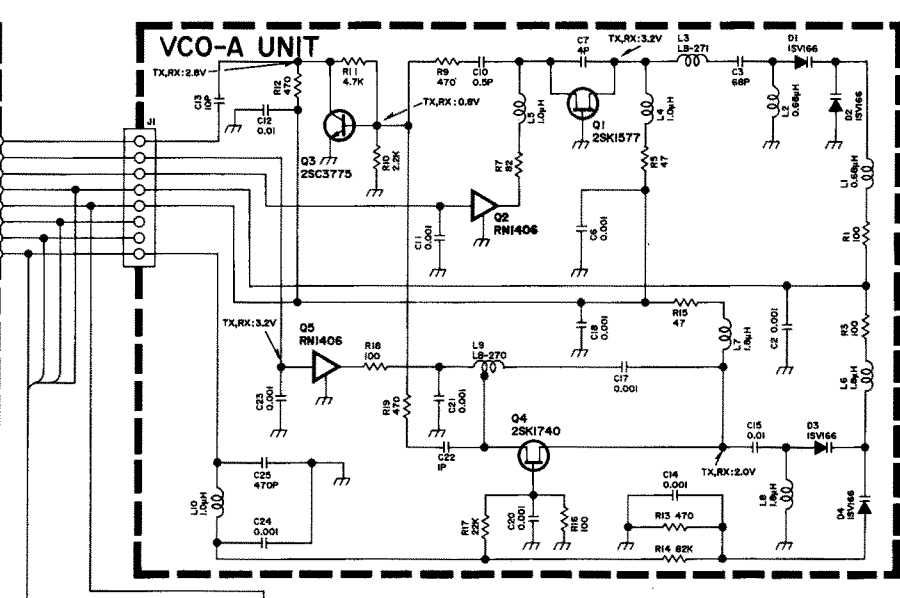 VCO-A UNIT
TX,RX:2.8V
C13
10P
R12
470
R11
4.7K
C12
0.01
TX,RX:0.8V
R9
470
C10
0.5P
C7
4P
TX,RX:3.2V
L3
LB-271
C3
68P
D1
1SV166
L5
1.0μH
Q1
2SK1577
L4
1.0μH
L2
0.68μH
D2
1SV166
J1
Q3
2SC3775
R10
2.2K
R7
82
R5
47
L1
0.68μH
Q2
RN1406
C11
0.001
C6
0.001
R1
100
TX,RX:3.2V
Q5
RN1406
R18
100
L9
LB-270
C18
0.001
R15
47
L7
1.8μH
C2 0.001
R3
100
C17
0.001
L6
1.8μH
C23
0.001
R19
470
C21
0.001
Q4
2SK1740
C22
1P
C15
0.01
D3
1SV166
TX,RX:2.0V
C25
470P
L10
1.0μH
C24
0.001
R17
22K
C20
0.001
R16
100
C14
0.001
R13 470
R14 82K
L8
1.8μH
D4
1SV166